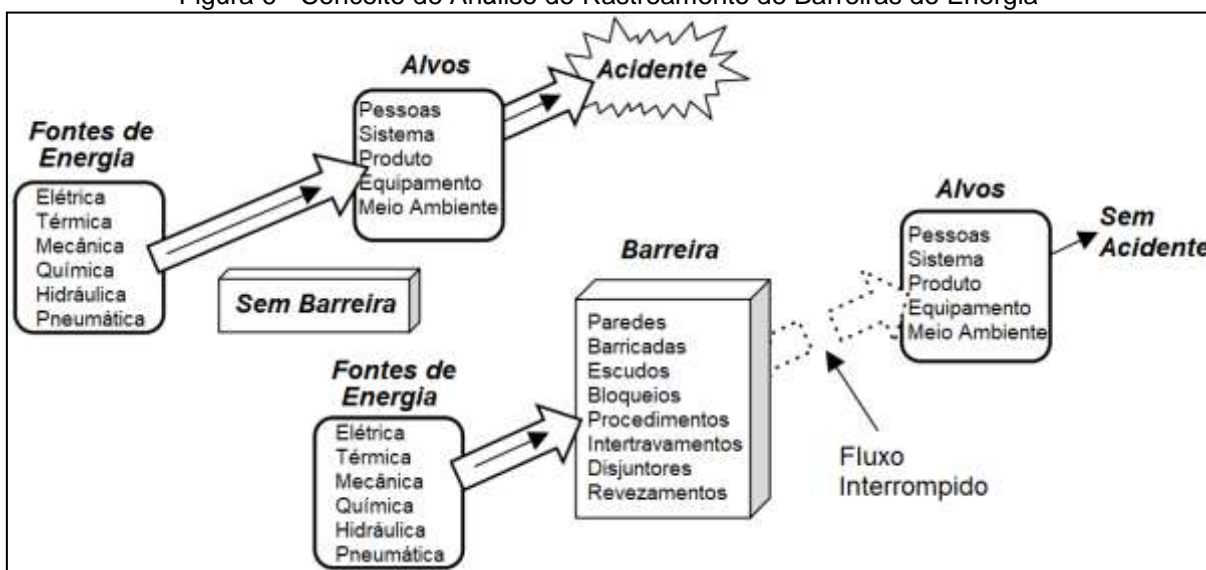 Alvos
Acidente
Pessoas
Sistema
Produto
Equipamento
Meio Ambiente
Fontes de
Energia
Elétrica
Térmica
Mecânica
Química
Hidráulica
Pneumática
Sem Barreira
Barreira
Paredes
Barricadas
Escudos
Bloqueios
Procedimentos
Intertravamentos
Disjuntores
Revezamentos
Fontes de
Energia
Elétrica
Térmica
Mecânica
Química
Hidráulica
Pneumática
Alvos
Pessoas
Sistema
Produto
Equipamento
Meio Ambiente
Sem
Acidente
Fluxo
Interrompido